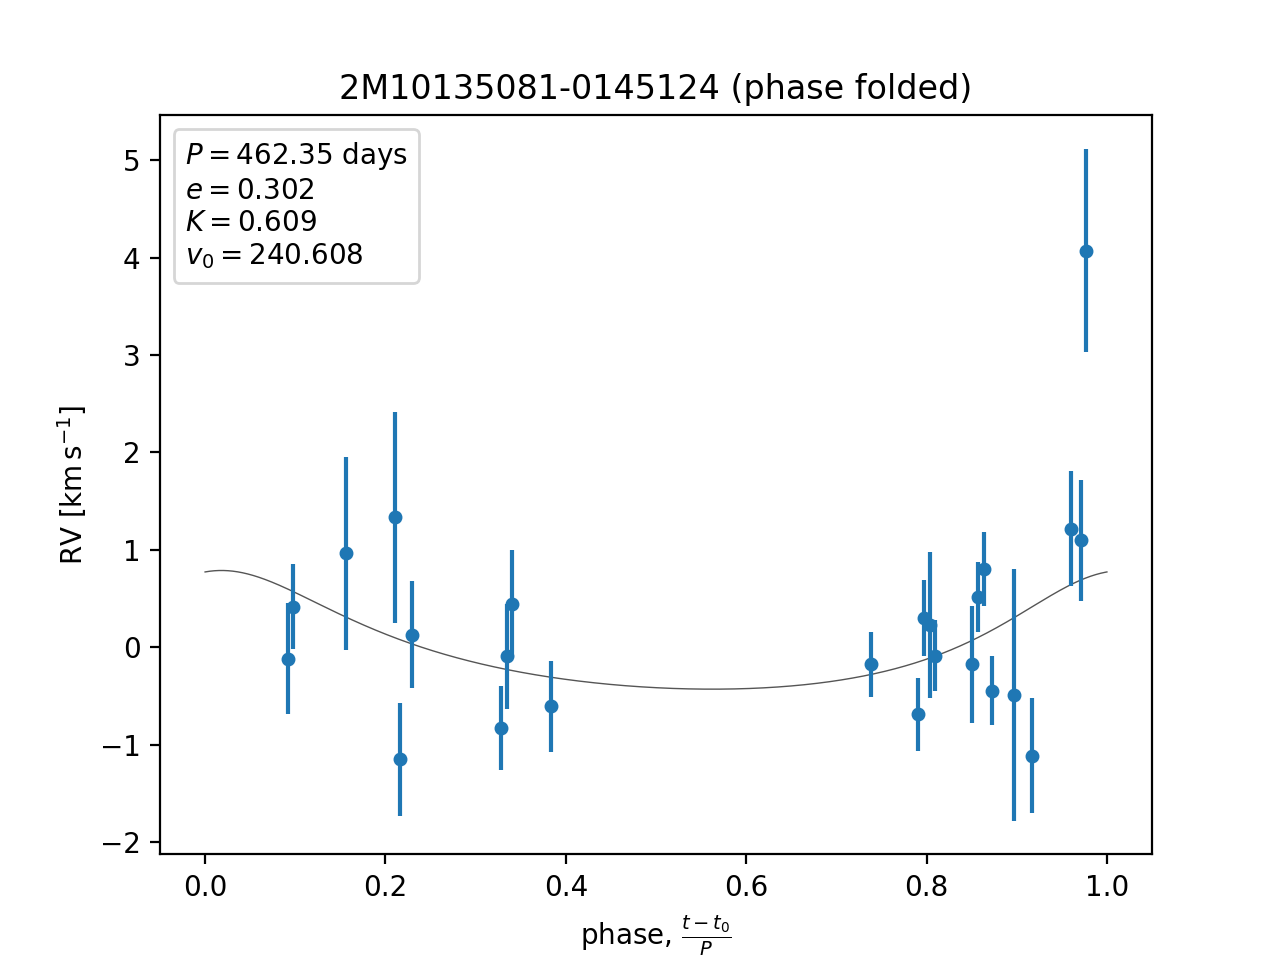 2M10135081-0145124 (phase folded)
P = 462.35 days
e = 0.302
K = 0.609
v₀ = 240.608
RV [km s⁻¹]
5
4
3
2
1
0
−1
−2
0.0 0.2 0.4 0.6 0.8 1.0
phase, (t − t₀)/P